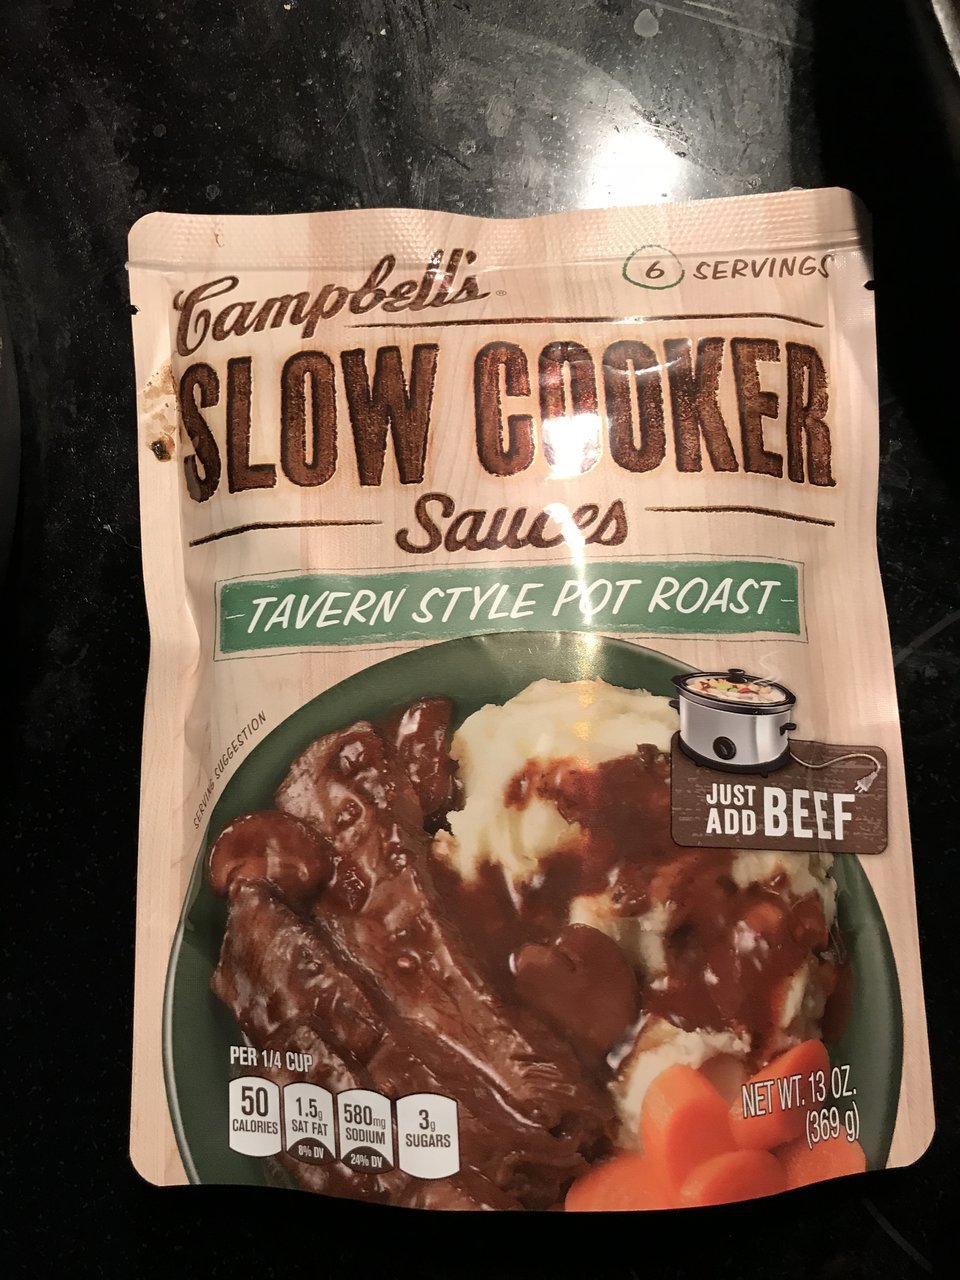 Campbell's®
6 SERVINGS
SLOW COOKER
Sauces
TAVERN STYLE POT ROAST
SERVING SUGGESTION
JUST
ADD BEEF
PER 1/4 CUP
50
CALORIES
1.5g
SAT FAT
8% DV
580mg
SODIUM
24% DV
3g
SUGARS
NET WT. 13 OZ.
(369 g)